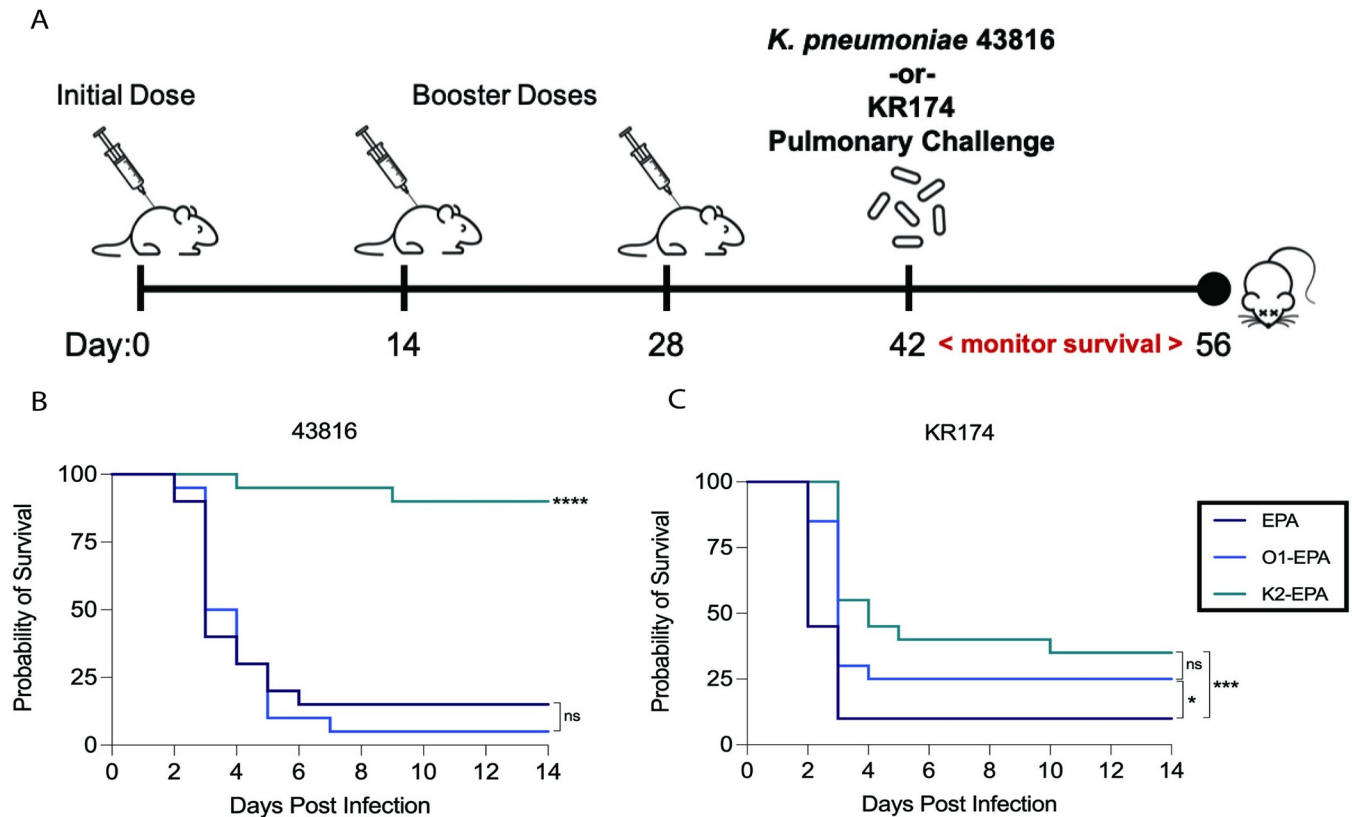 A
K. pneumoniae 43816
-or-
KR174
Pulmonary Challenge
Initial Dose
Booster Doses
Day:0 14 28 42 < monitor survival > 56
B
43816
Probability of Survival
100
75
50
25
0
****
ns
0 2 4 6 8 10 12 14
Days Post Infection
C
KR174
Probability of Survival
100
75
50
25
0
ns
***
*
0 2 4 6 8 10 12 14
Days Post Infection
EPA
O1-EPA
K2-EPA